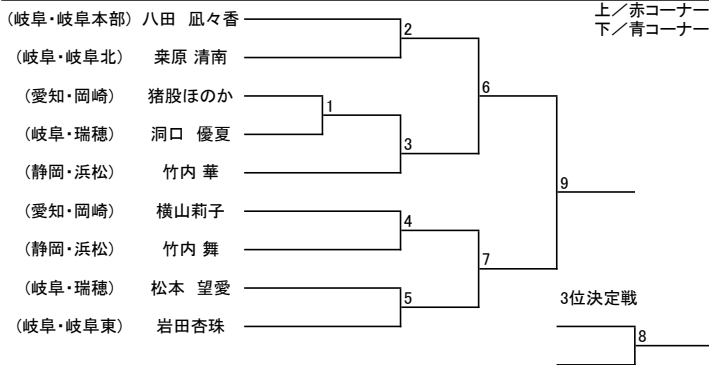 上／赤コーナー
下／青コーナー
（岐阜・岐阜本部） 八田 凪々香
（岐阜・岐阜北） 桒原 清南
（愛知・岡崎） 猪股ほのか
（岐阜・瑞穂） 洞口 優夏
（静岡・浜松） 竹内 華
（愛知・岡崎） 横山莉子
（静岡・浜松） 竹内 舞
（岐阜・瑞穂） 松本 望愛
（岐阜・岐阜東） 岩田杏珠
1
2
3
4
5
6
7
9
3位決定戦
8